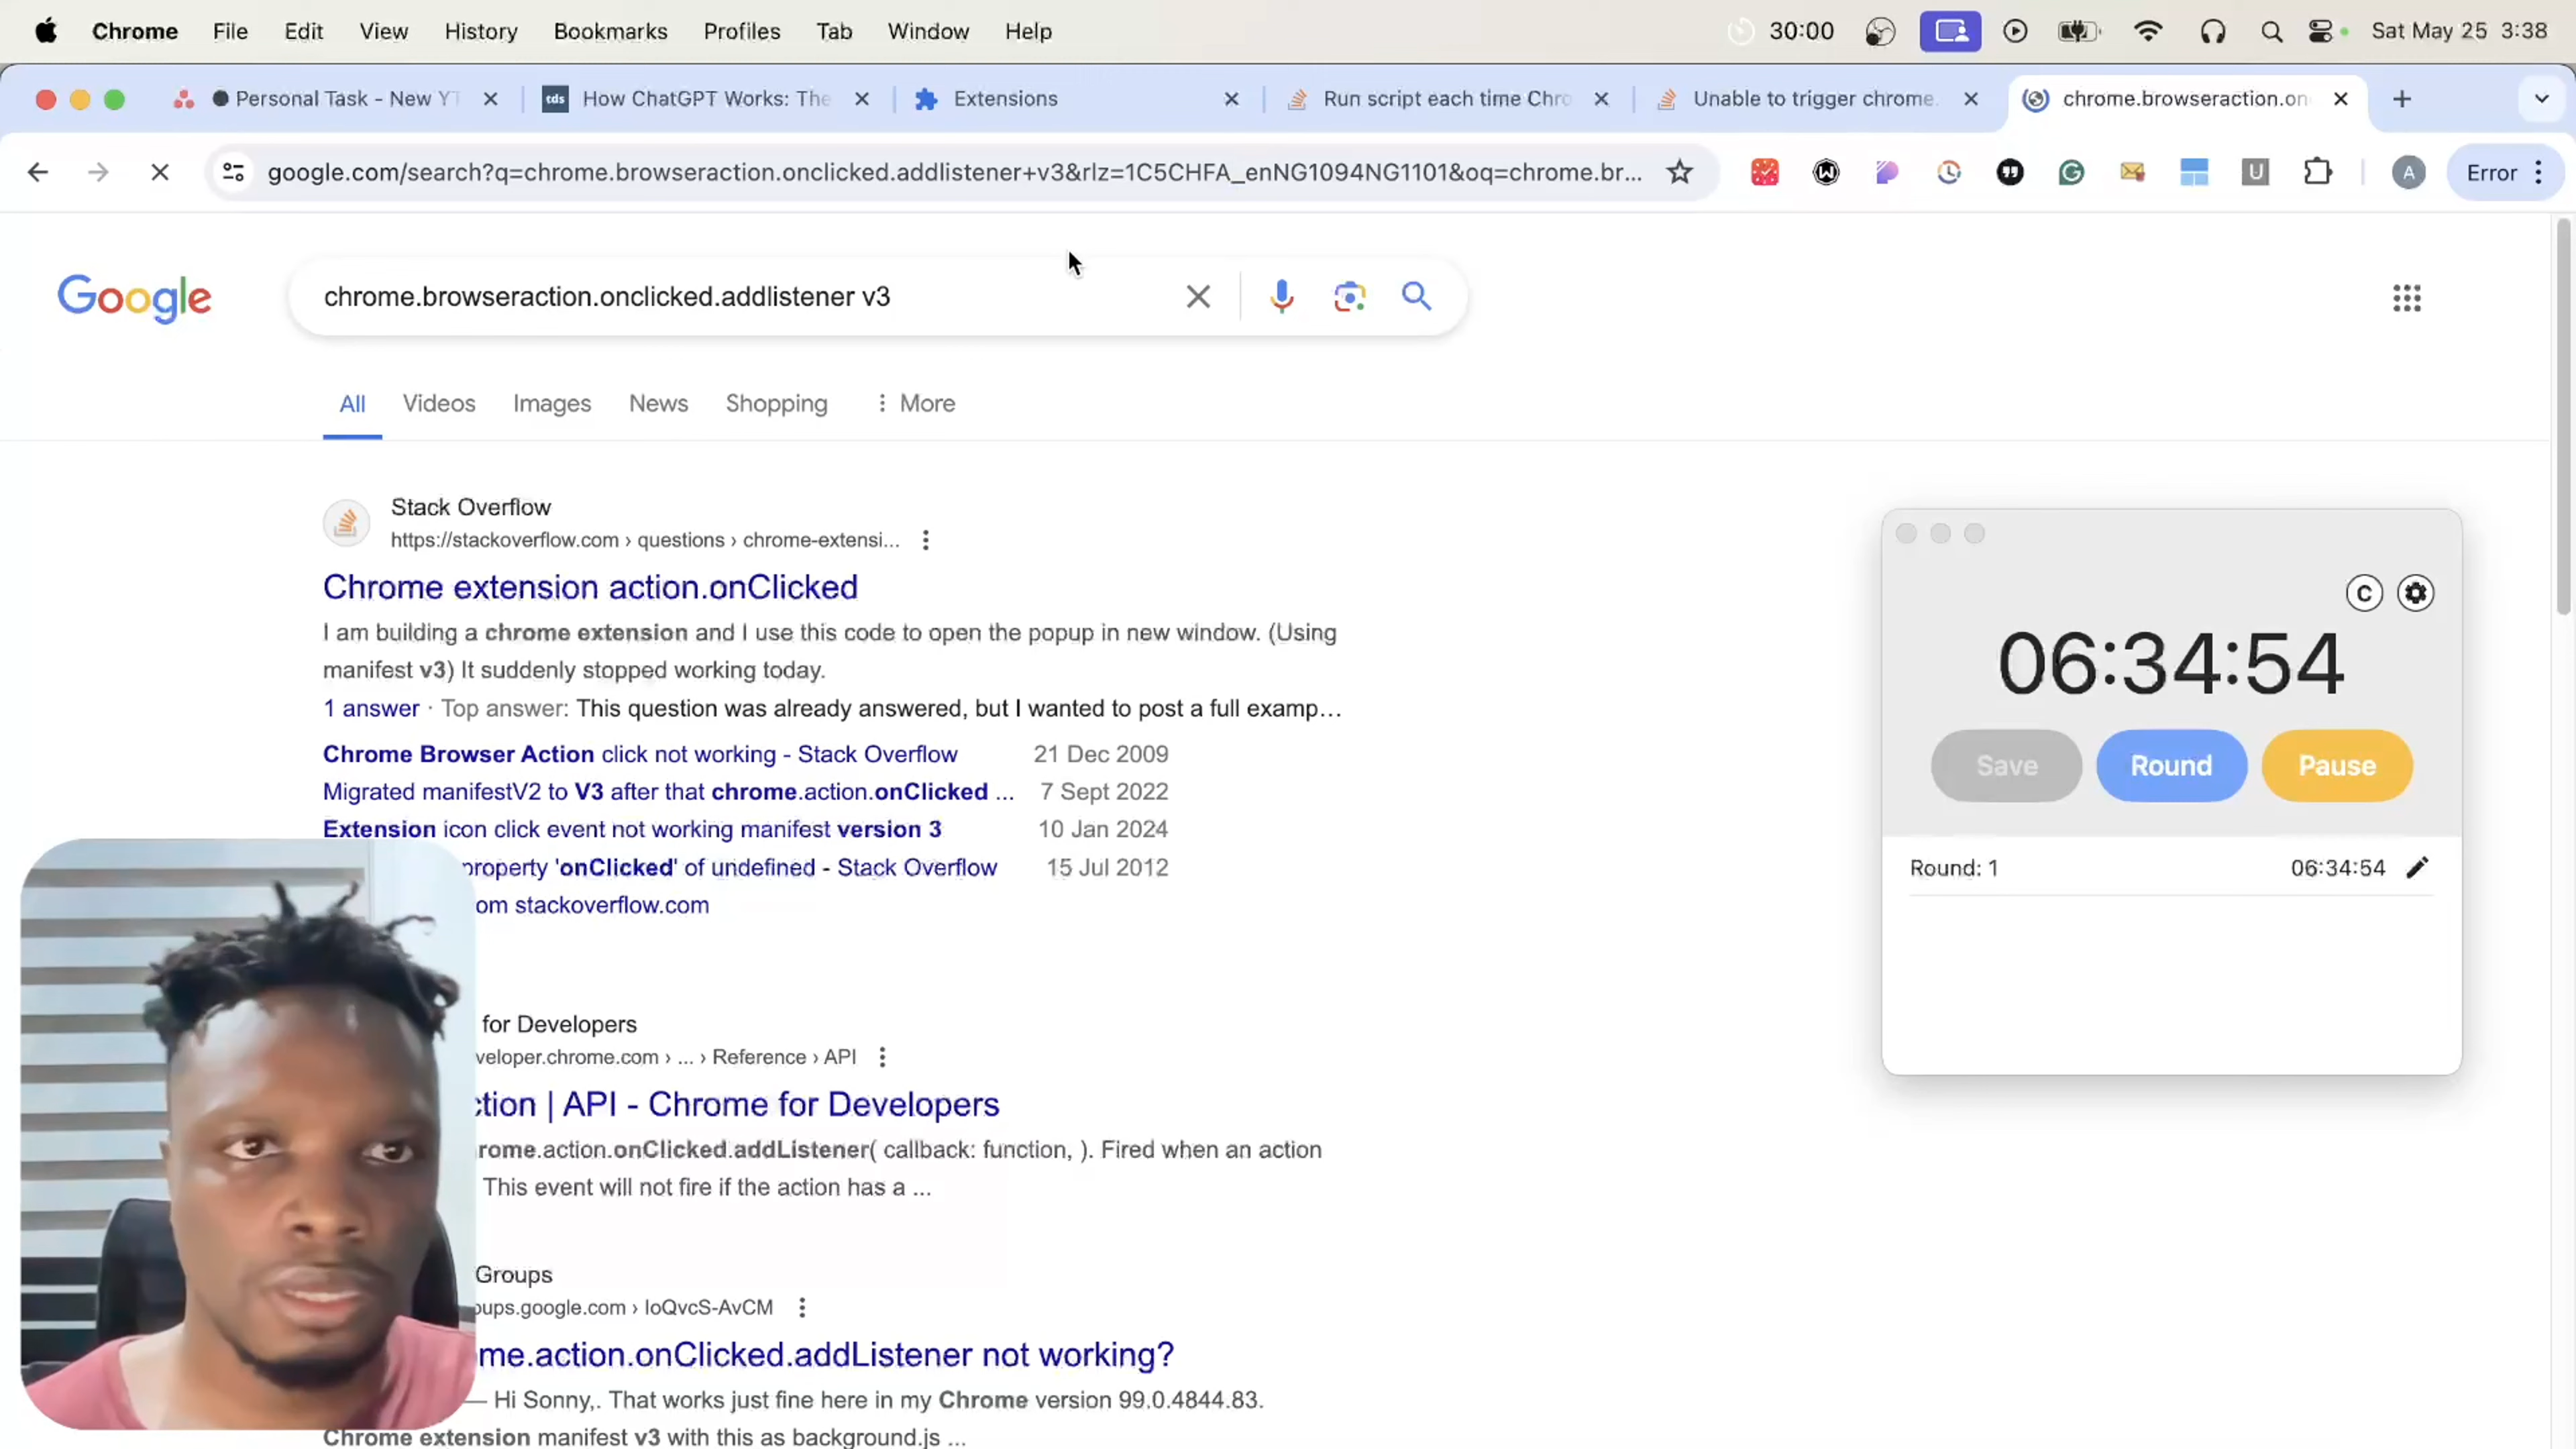 Chrome File Edit View History Bookmarks Profiles Tab Window Help 30:00 Sat May 25 3:38
Personal Task - New YT
tds How ChatGPT Works: The
Extensions
Run script each time Chro
Unable to trigger chrome.
chrome.browseraction.on
google.com/search?q=chrome.browseraction.onclicked.addlistener+v3&rlz=1C5CHFA_enNG1094NG1101&oq=chrome.br...
U
A
Error
Google
chrome.browseraction.onclicked.addlistener v3
All Videos Images News Shopping More
Stack Overflow
https://stackoverflow.com › questions › chrome-extensi...
Chrome extension action.onClicked
I am building a chrome extension and I use this code to open the popup in new window. (Using
manifest v3) It suddenly stopped working today.
1 answer · Top answer: This question was already answered, but I wanted to post a full examp...
Chrome Browser Action click not working - Stack Overflow 21 Dec 2009
Migrated manifestV2 to V3 after that chrome.action.onClicked ... 7 Sept 2022
Extension icon click event not working manifest version 3 10 Jan 2024
property 'onClicked' of undefined - Stack Overflow 15 Jul 2012
om stackoverflow.com
for Developers
veloper.chrome.com › ... › Reference › API
ction | API - Chrome for Developers
rome.action.onClicked.addListener( callback: function, ). Fired when an action
This event will not fire if the action has a ...
Groups
oups.google.com › IoQvcS-AvCM
me.action.onClicked.addListener not working?
— Hi Sonny,. That works just fine here in my Chrome version 99.0.4844.83.
Chrome extension manifest v3 with this as background.js ...
C
06:34:54
Save Round Pause
Round: 1 06:34:54